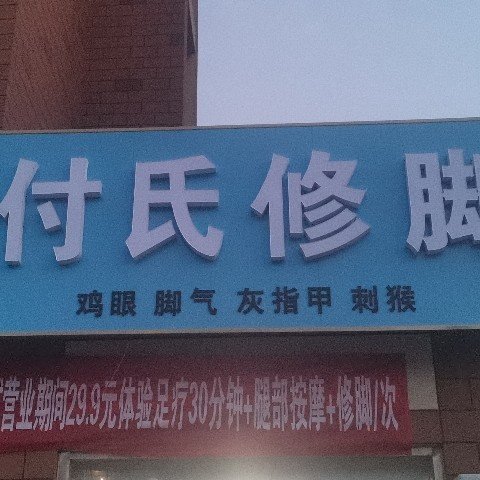 付氏修脚
鸡眼 脚气 灰指甲 刺猴
营业期间29.9元体验足疗30分钟+腿部按摩+修脚/次